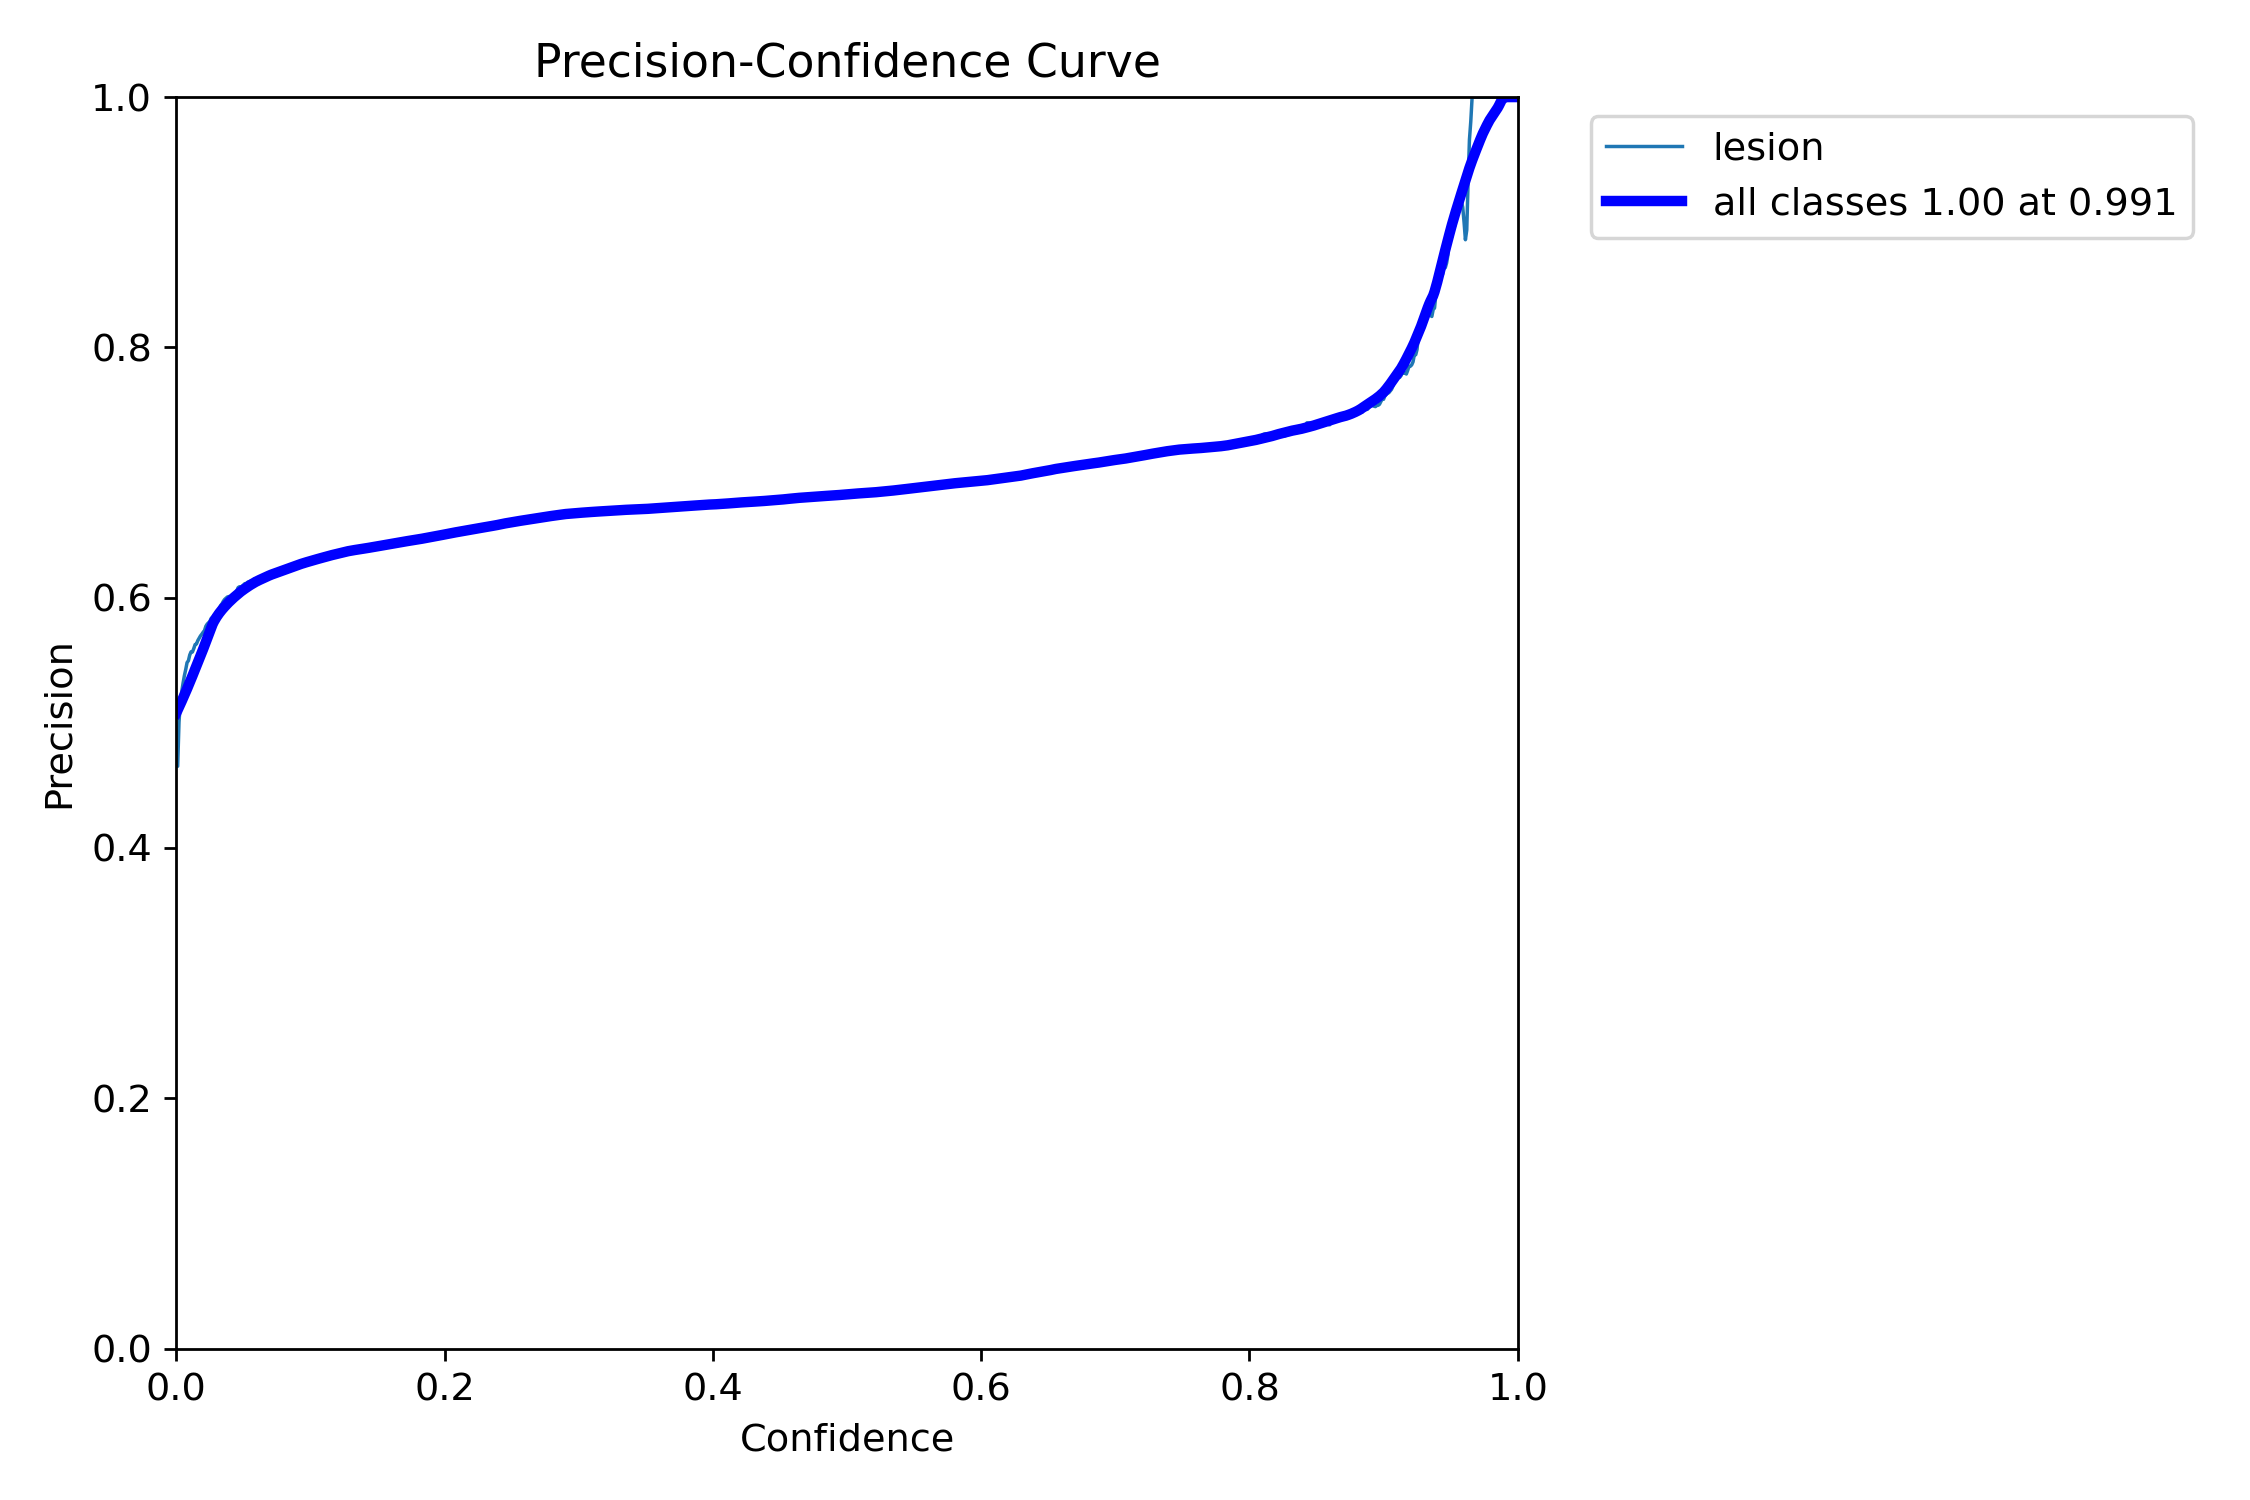 Precision-Confidence Curve
1.0
0.8
0.6
0.4
0.2
0.0
Precision
0.0 0.2 0.4 0.6 0.8 1.0
Confidence
lesion
all classes 1.00 at 0.991